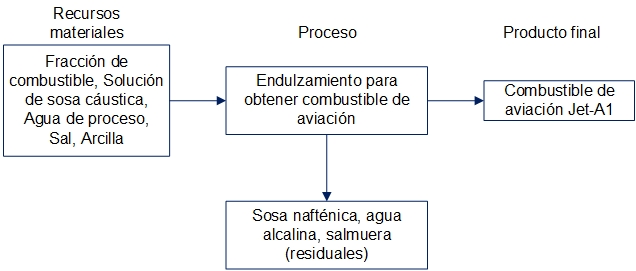 Recursos
materiales
Proceso
Producto final
Fracción de
combustible, Solución
de sosa cáustica,
Agua de proceso,
Sal, Arcilla
Endulzamiento para
obtener combustible de
aviación
Combustible de
aviación Jet-A1
Sosa nafténica, agua
alcalina, salmuera
(residuales)